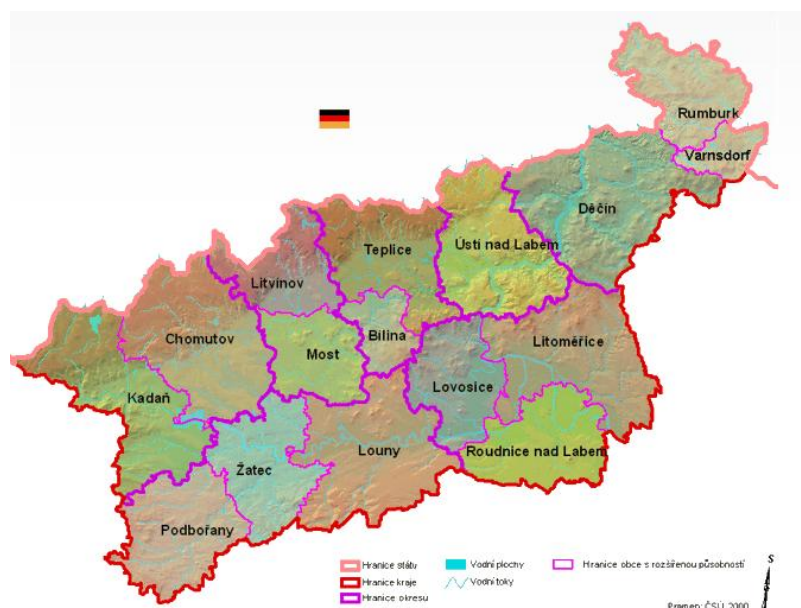 Rumburk
Varnsdorf
Děčín
Ústí nad Labem
Teplice
Litvínov
Bílina
Litoměřice
Chomutov
Most
Lovosice
Kadaň
Louny
Roudnice nad Labem
Žatec
Podbořany
Hranice státu
Vodní plochy
Hranice obce s rozšířenou působností
Hranice kraje
Vodní toky
Hranice okresu
S
Pramen: ČSÚ, 2000